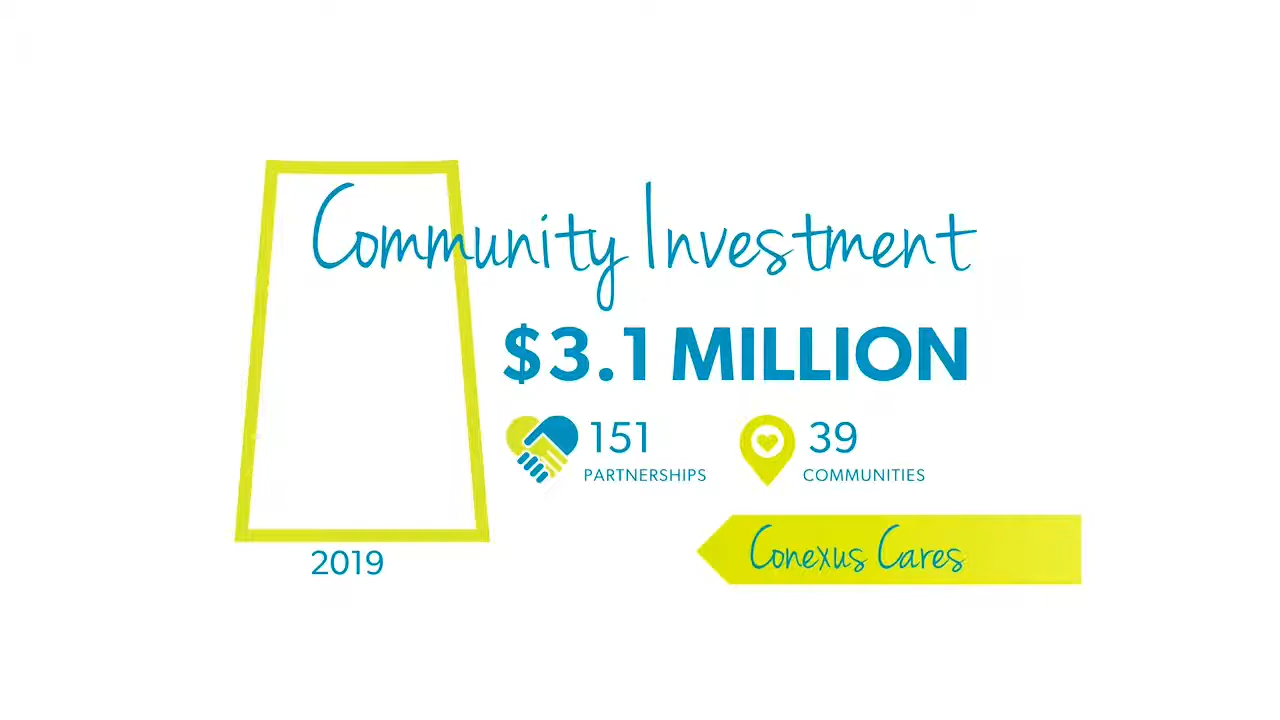 Community Investment
$3.1 MILLION
151
PARTNERSHIPS
39
COMMUNITIES
Conexus Cares
2019